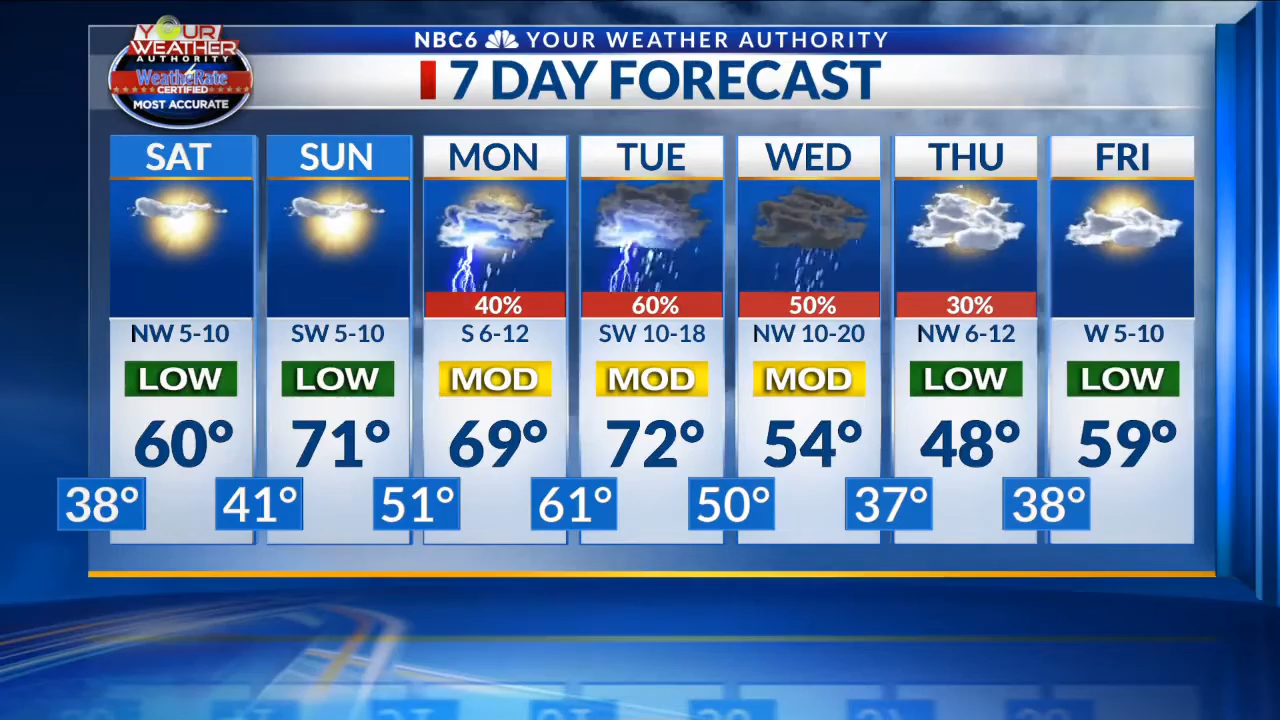 YOUR
WEATHER
AUTHORITY
WeatheRate
CERTIFIED
MOST ACCURATE
NBC6 YOUR WEATHER AUTHORITY
7 DAY FORECAST
SAT SUN MON TUE WED THU FRI
40% 60% 50% 30%
NW 5-10 SW 5-10 S 6-12 SW 10-18 NW 10-20 NW 6-12 W 5-10
LOW LOW MOD MOD MOD LOW LOW
60° 71° 69° 72° 54° 48° 59°
38° 41° 51° 61° 50° 37° 38°